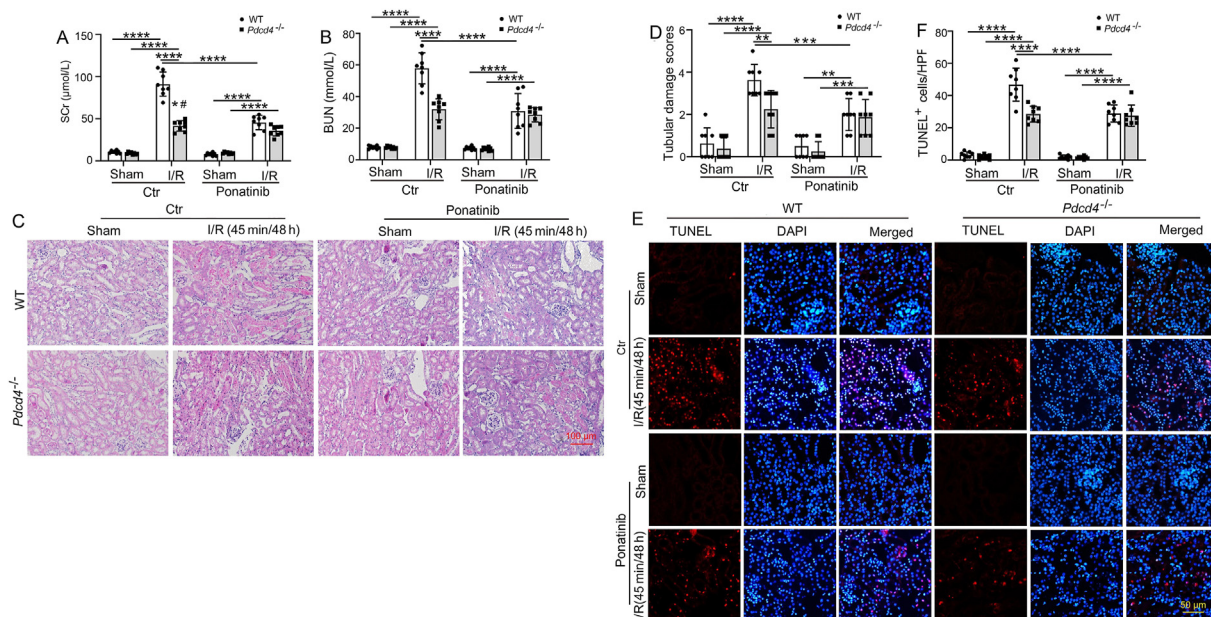 A
WT
Pdcd4⁻/⁻
****
****
****
****
* #
****
****
SCr (μmol/L)
150
100
50
0
Sham I/R Sham I/R
Ctr Ponatinib
B
WT
Pdcd4⁻/⁻
****
****
****
****
****
****
BUN (mmol/L)
80
60
40
20
0
Sham I/R Sham I/R
Ctr Ponatinib
D
WT
Pdcd4⁻/⁻
****
****
**
***
**
***
Tubular damage scores
6
4
2
0
Sham I/R Sham I/R
Ctr Ponatinib
F
WT
Pdcd4⁻/⁻
****
****
****
****
****
****
TUNEL⁺ cells/HPF
80
60
40
20
0
Sham I/R Sham I/R
Ctr Ponatinib
C
Ctr Ponatinib
Sham I/R (45 min/48 h) Sham I/R (45 min/48 h)
WT
Pdcd4⁻/⁻
100 μm
E
WT Pdcd4⁻/⁻
TUNEL DAPI Merged TUNEL DAPI Merged
Ctr
Sham
I/R(45 min/48 h)
Ponatinib
Sham
I/R(45 min/48 h)
50 μm